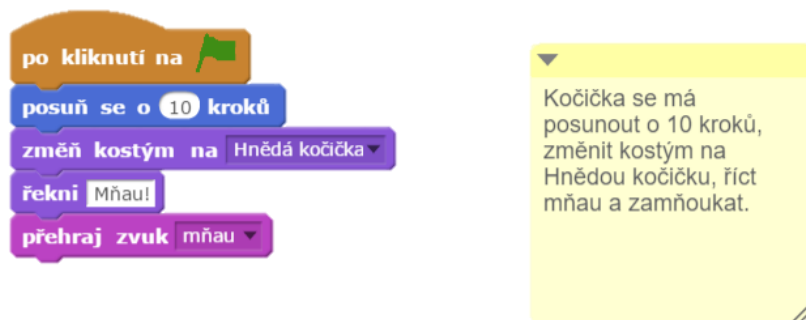 po kliknutí na
posuň se o 10 kroků
změň kostým na Hnědá kočička
řekni Mňau!
přehraj zvuk mňau
Kočička se má
posunout o 10 kroků,
změnit kostým na
Hnědou kočičku, říct
mňau a zamňoukat.